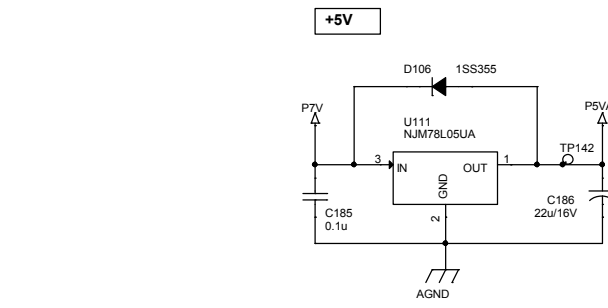 +5V
D106 1SS355
P7V
P5VA
U111
NJM78L05UA
TP142
3
IN
OUT
1
GND
2
C185
0.1u
C186
22u/16V
AGND